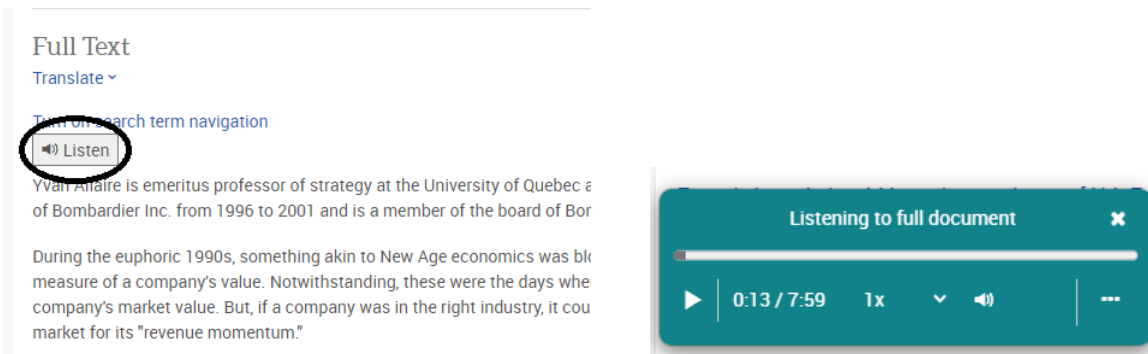 Full Text
Translate
Turn on search term navigation
Listen
Yvan Allaire is emeritus professor of strategy at the University of Quebec a
of Bombardier Inc. from 1996 to 2001 and is a member of the board of Bor
During the euphoric 1990s, something akin to New Age economics was blo
measure of a company's value. Notwithstanding, these were the days whe
company's market value. But, if a company was in the right industry, it cou
market for its "revenue momentum."
Listening to full document
0:13 / 7:59 1x